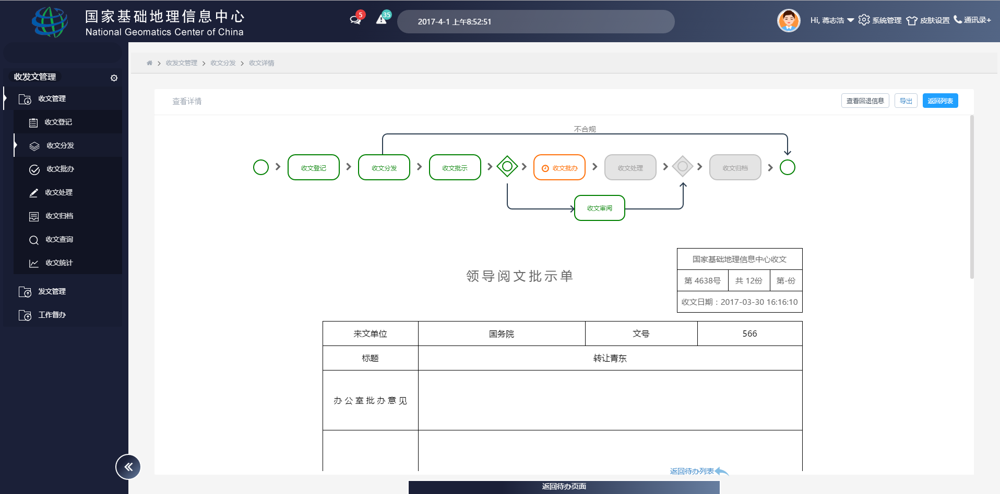 国家基础地理信息中心
National Geomatics Center of China
5
35
2017-4-1 上午8:52:51
Hi, 蒋志浩
系统管理
皮肤设置
通讯录+
收发文管理
收文管理
收文登记
收文分发
收文批办
收文处理
收文归档
收文查询
收文统计
发文管理
工作督办
收发文管理 > 收文分发 > 收文详情
查看详情
查看回退信息
导出
返回列表
不合规
收文登记
收文分发
收文批示
收文批办
收文处理
收文归档
收文审阅
国家基础地理信息中心收文
第 4638号 共 12份 第-份
收文日期：2017-03-30 16:16:10
领导阅文批示单
来文单位 国务院 文号 566
标题 转让青东
办公室批办意见
返回待办列表
返回待办页面